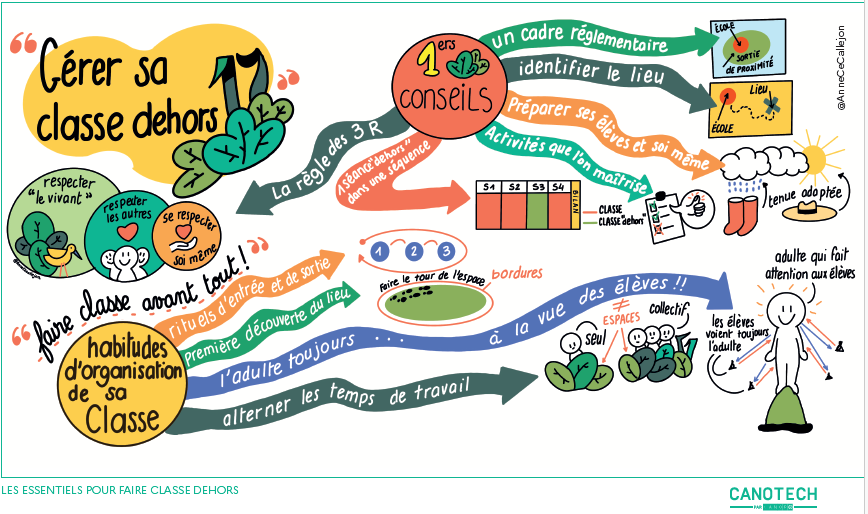 "Gérer sa
classe dehors"
1ers
CONSEILS
un cadre réglementaire
identifier le lieu
Préparer ses élèves et soi même
Activités que l'on maîtrise
1 séance "dehors"
dans une séquence
La règle des 3 R
ÉCOLE
SORTIE
DE PROXIMITÉ
Lieu
ÉCOLE
@AnneCeCallejon
tenue adaptée
S1 S2 S3 S4 BILAN
CLASSE
CLASSE dehors
respecter
"le vivant"
respecter
les autres
se respecter
soi même
"faire classe avant tout!"
habitudes
d'organisation
de sa
Classe
rituels d'entrée et de sortie
première découverte du lieu
l'adulte toujours ... à la vue des élèves !!
alterner les temps de travail
1 2 3
faire le tour de l'espace
bordures
≠
ESPACES
seul
collectif
adulte qui fait
attention aux élèves
les élèves
voient toujours
l'adulte
LES ESSENTIELS POUR FAIRE CLASSE DEHORS
CANOTECH
PAR